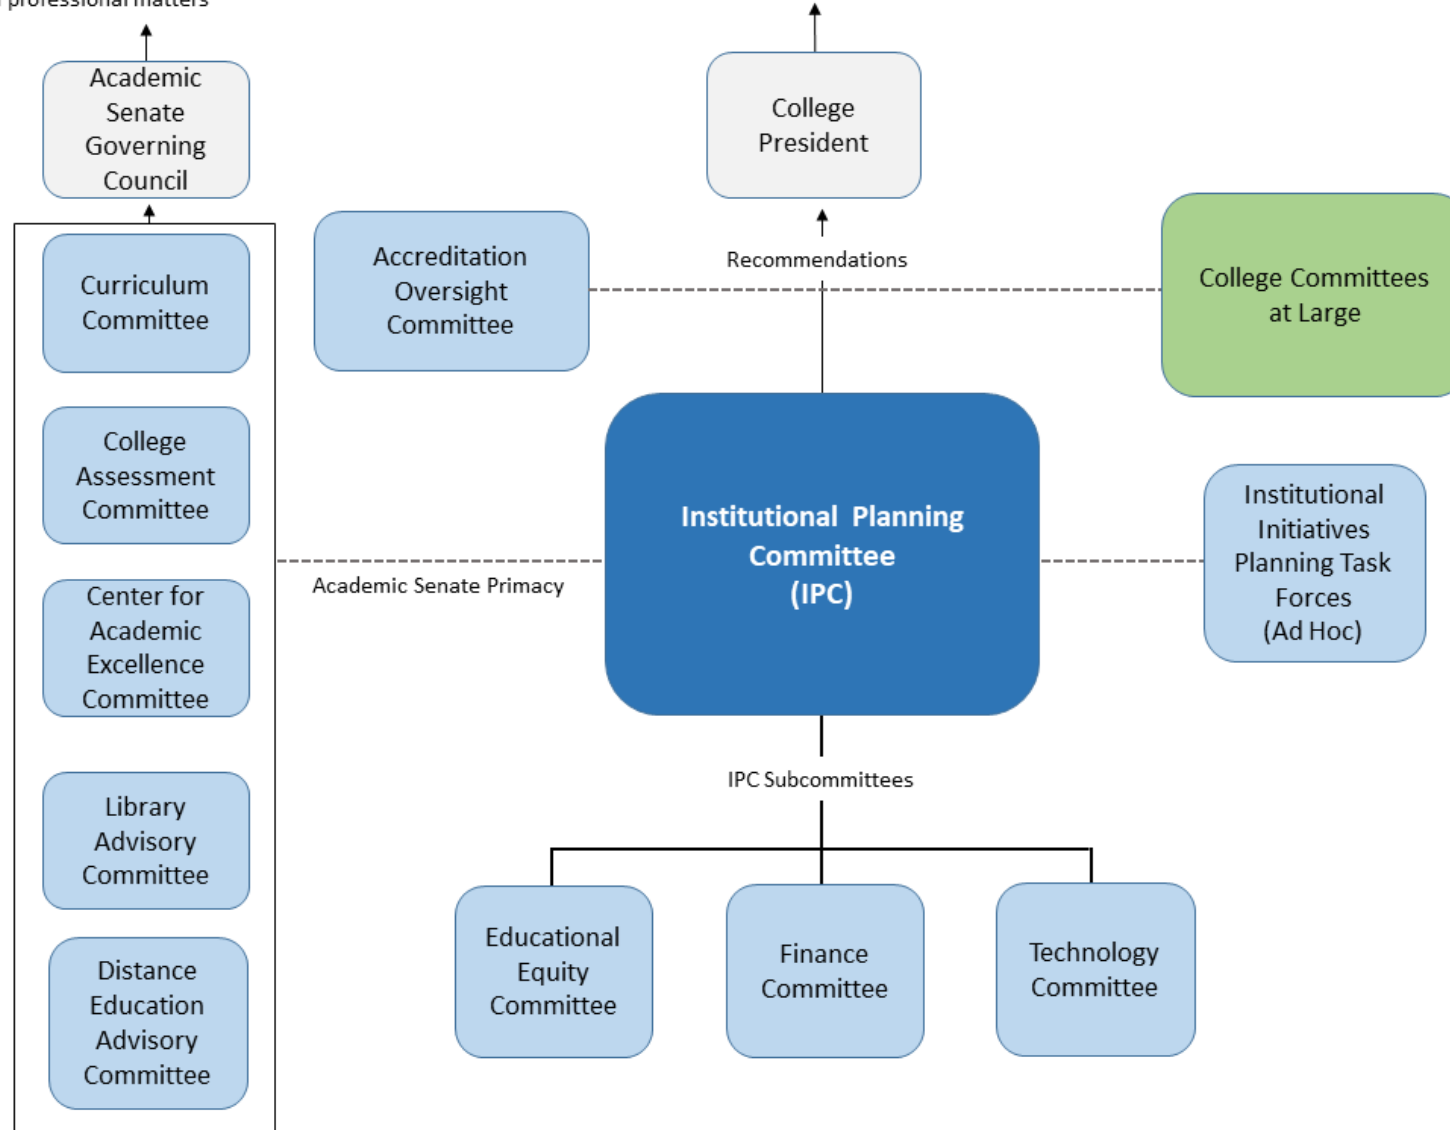 professional matters
Academic
Senate
Governing
Council
College
President
Curriculum
Committee
Accreditation
Oversight
Committee
Recommendations
College Committees
at Large
College
Assessment
Committee
Center for
Academic
Excellence
Committee
Library
Advisory
Committee
Distance
Education
Advisory
Committee
Academic Senate Primacy
Institutional Planning
Committee
(IPC)
Institutional
Initiatives
Planning Task
Forces
(Ad Hoc)
IPC Subcommittees
Educational
Equity
Committee
Finance
Committee
Technology
Committee